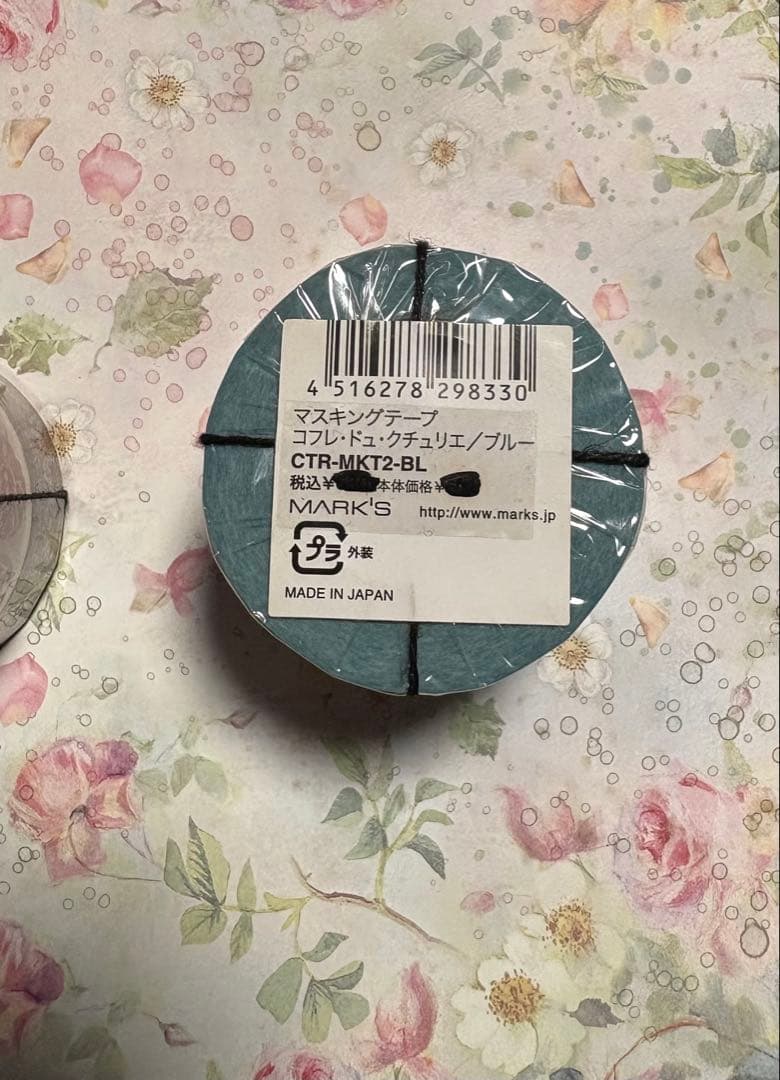 4 516278 298330
マスキングテープ
コフレ・ドュ・クチュリエ／ブルー
CTR-MKT2-BL
税込¥ 本体価格¥
MARK'S http://www.marks.jp
プラ 外装
MADE IN JAPAN